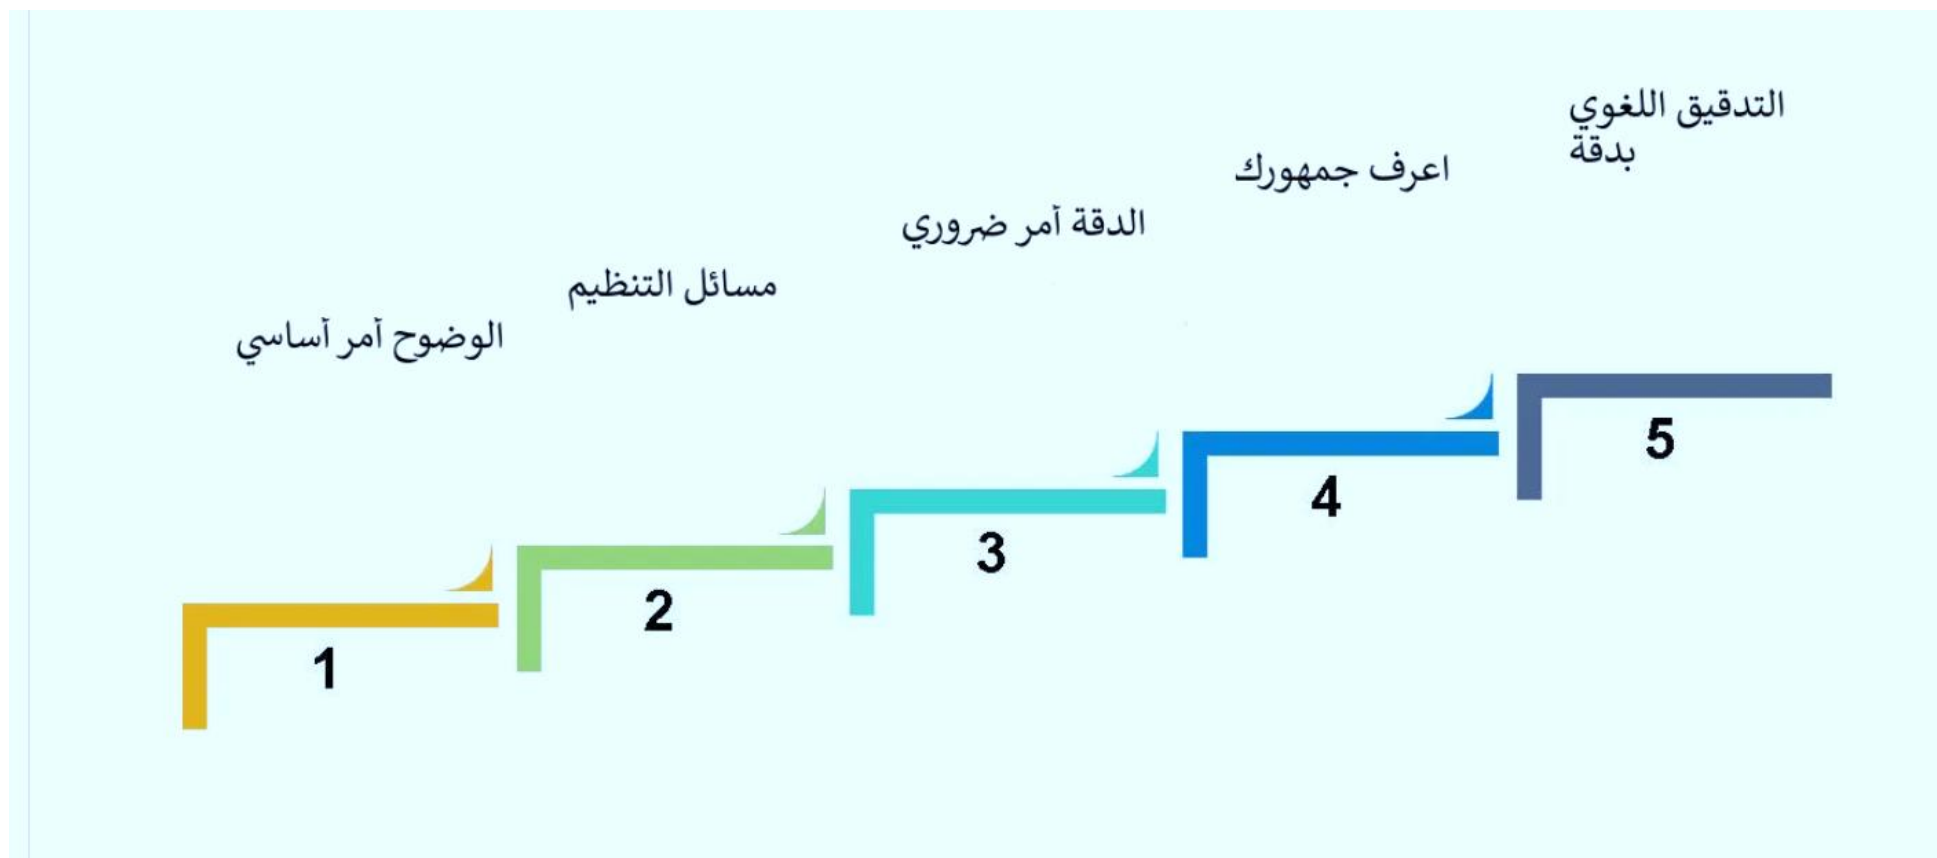 الوضوح أمر أساسي
1
مسائل التنظيم
2
الدقة أمر ضروري
3
اعرف جمهورك
4
التدقيق اللغوي
بدقة
5